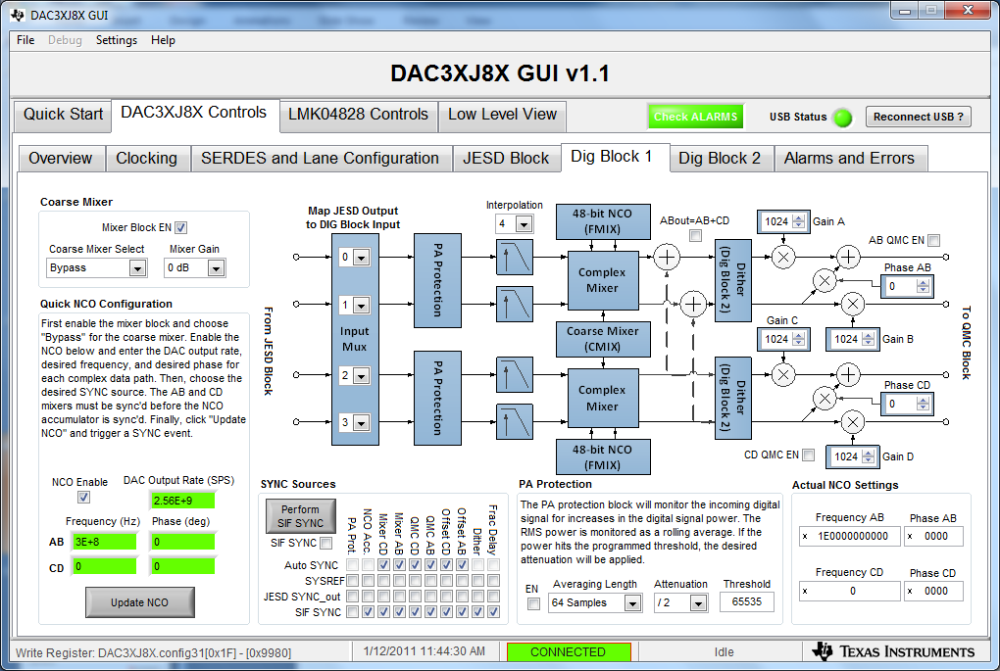 DAC3XJ8X GUI
File Debug Settings Help
DAC3XJ8X GUI v1.1
Quick Start DAC3XJ8X Controls LMK04828 Controls Low Level View
Check ALARMS USB Status Reconnect USB ?
Overview Clocking SERDES and Lane Configuration JESD Block Dig Block 1 Dig Block 2 Alarms and Errors
Coarse Mixer
Mixer Block EN
Coarse Mixer Select Mixer Gain
Bypass 0 dB
Quick NCO Configuration
First enable the mixer block and choose
"Bypass" for the coarse mixer. Enable the
NCO below and enter the DAC output rate,
desired frequency, and desired phase for
each complex data path. Then, choose the
desired SYNC source. The AB and CD
mixers must be sync'd before the NCO
accumulator is sync'd. Finally, click "Update
NCO" and trigger a SYNC event.
NCO Enable DAC Output Rate (SPS)
2.56E+9
Frequency (Hz) Phase (deg)
AB 3E+8 0
CD 0 0
Update NCO
Map JESD Output
to DIG Block Input
From JESD Block
0
1
Input
Mux
2
3
PA Protection
PA Protection
Interpolation
4
48-bit NCO
(FMIX)
Complex
Mixer
Coarse Mixer
(CMIX)
Complex
Mixer
48-bit NCO
(FMIX)
ABout=AB+CD
Dither
(Dig Block 2)
Dither
(Dig Block 2)
1024 Gain A
AB QMC EN
Phase AB
0
Gain C
1024
1024 Gain B
Phase CD
0
CD QMC EN
1024 Gain D
To QMC Block
SYNC Sources
Perform
SIF SYNC
SIF SYNC
PA Prot.
NCO Acc.
Mixer CD
Mixer AB
QMC CD
QMC AB
Offset CD
Offset AB
Dither
Frac Delay
Auto SYNC
SYSREF
JESD SYNC_out
SIF SYNC
PA Protection
The PA protection block will monitor the incoming digital
signal for increases in the digital signal power. The
RMS power is monitored as a rolling average. If the
power hits the programmed threshold, the desired
attenuation will be applied.
EN Averaging Length Attenuation Threshold
64 Samples / 2 65535
Actual NCO Settings
Frequency AB Phase AB
x 1E0000000000 x 0000
Frequency CD Phase CD
x 0 x 0000
Write Register: DAC3XJ8X.config31[0x1F] - [0x9980] 1/12/2011 11:44:30 AM CONNECTED Idle TEXAS INSTRUMENTS